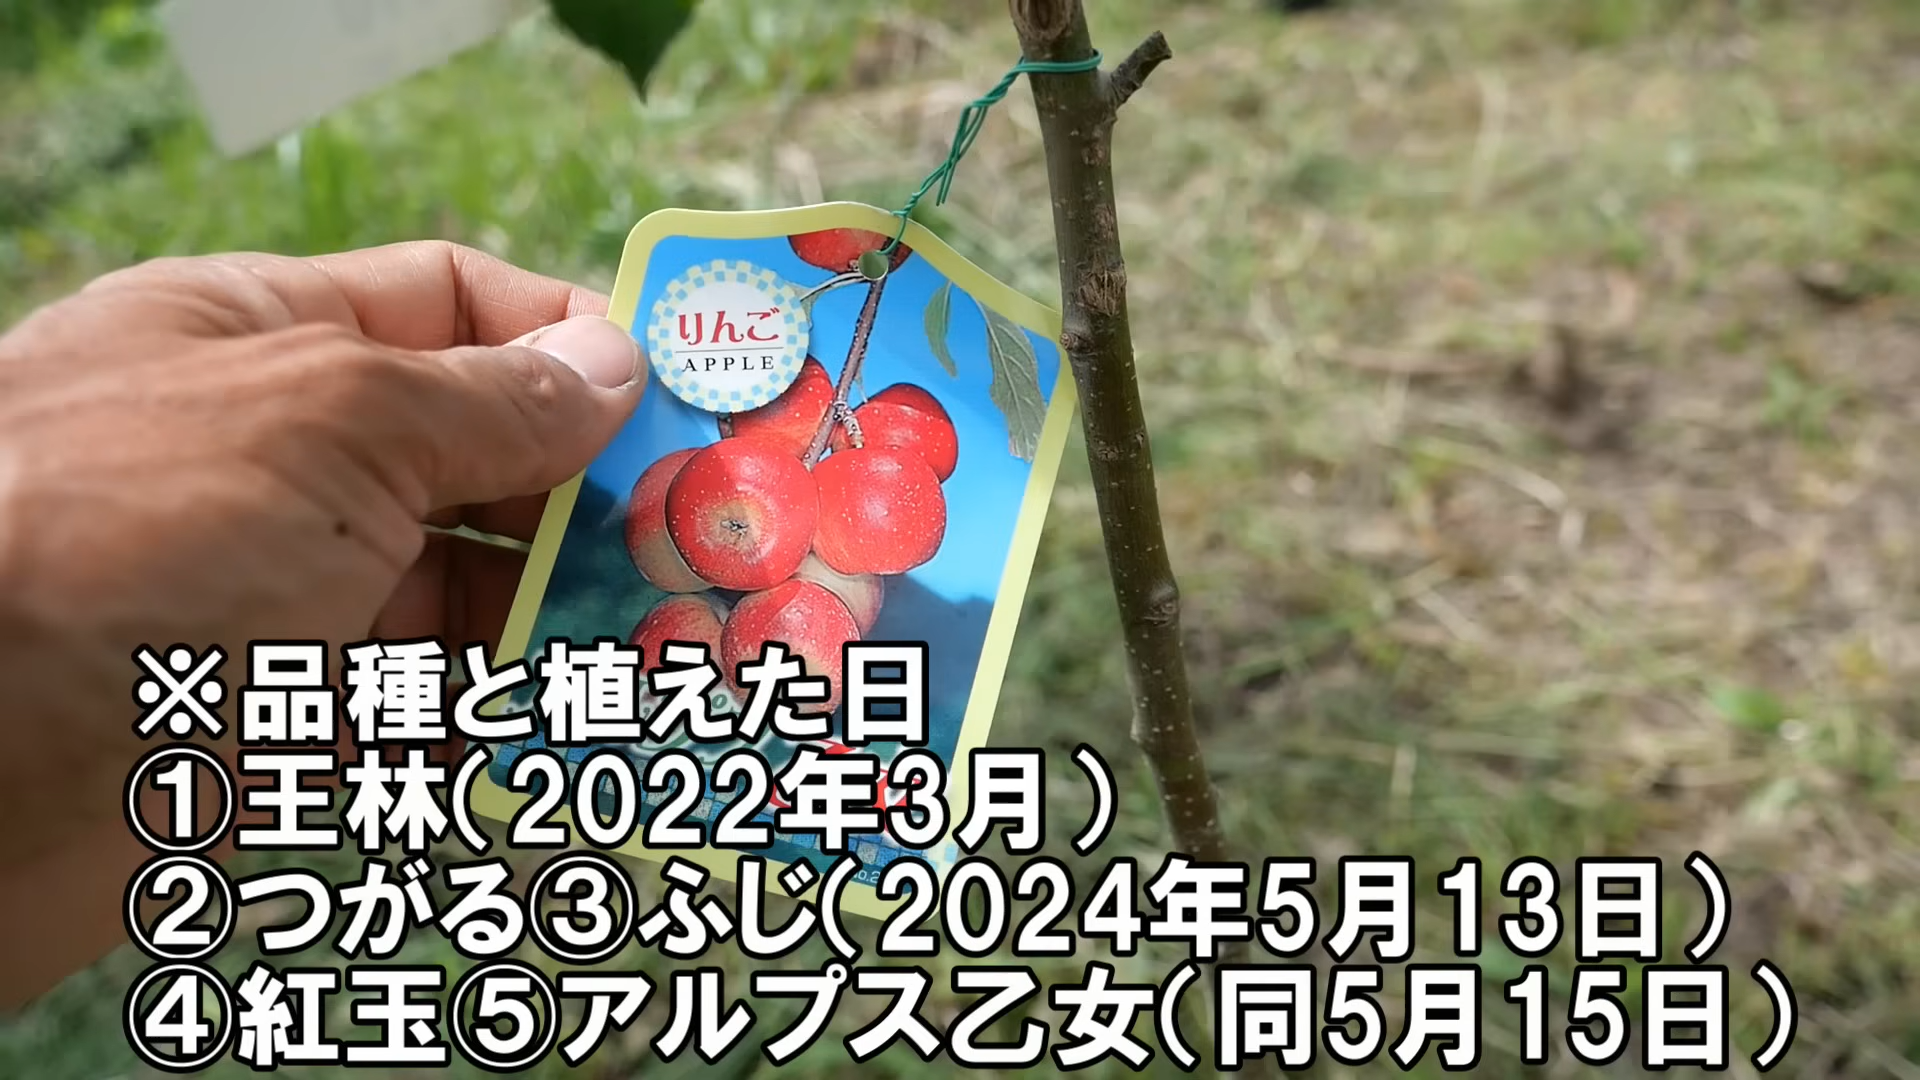 りんご
APPLE
※品種と植えた日
①王林(2022年3月)
②つがる③ふじ(2024年5月13日)
④紅玉⑤アルプス乙女(同5月15日)